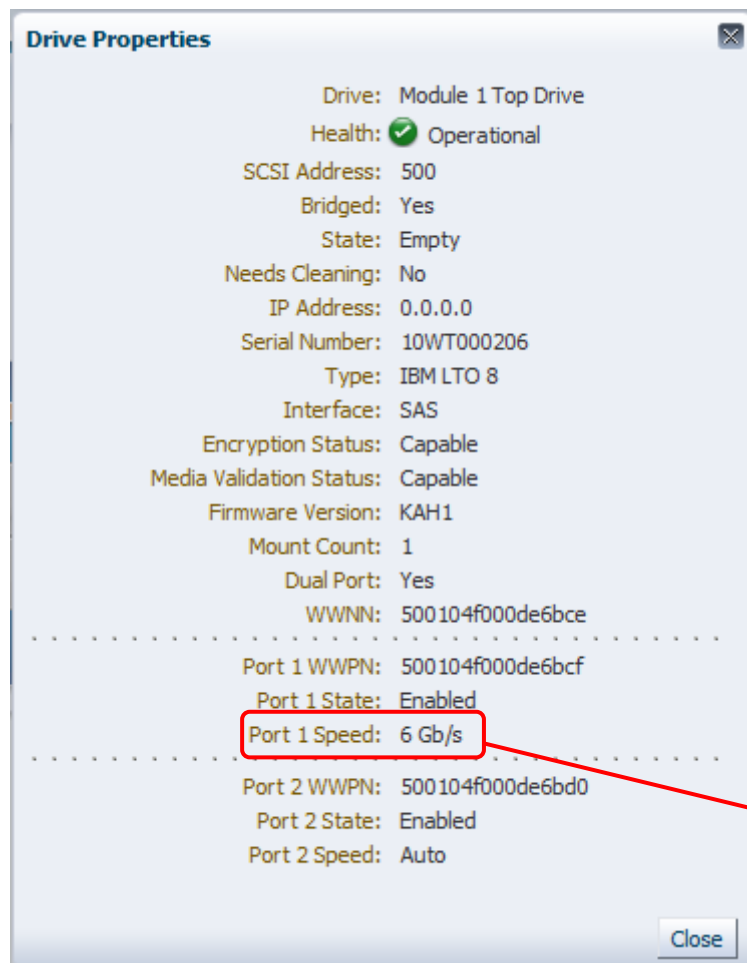 Drive Properties
Drive: Module 1 Top Drive
Health: Operational
SCSI Address: 500
Bridged: Yes
State: Empty
Needs Cleaning: No
IP Address: 0.0.0.0
Serial Number: 10WT000206
Type: IBM LTO 8
Interface: SAS
Encryption Status: Capable
Media Validation Status: Capable
Firmware Version: KAH1
Mount Count: 1
Dual Port: Yes
WWNN: 500104f000de6bce
Port 1 WWPN: 500104f000de6bcf
Port 1 State: Enabled
Port 1 Speed: 6 Gb/s
Port 2 WWPN: 500104f000de6bd0
Port 2 State: Enabled
Port 2 Speed: Auto
Close